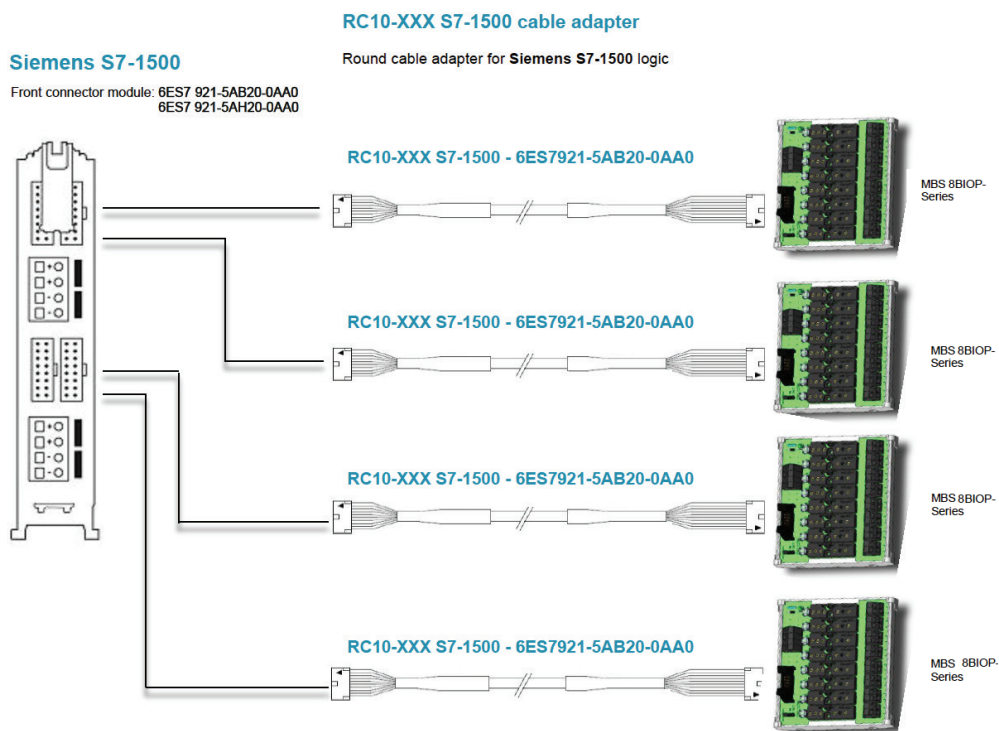 RC10-XXX S7-1500 cable adapter
Round cable adapter for Siemens S7-1500 logic
Siemens S7-1500
Front connector module: 6ES7 921-5AB20-0AA0
6ES7 921-5AH20-0AA0
RC10-XXX S7-1500 - 6ES7921-5AB20-0AA0
MBS 8BIOP-
Series
RC10-XXX S7-1500 - 6ES7921-5AB20-0AA0
MBS 8BIOP-
Series
RC10-XXX S7-1500 - 6ES7921-5AB20-0AA0
MBS 8BIOP-
Series
RC10-XXX S7-1500 - 6ES7921-5AB20-0AA0
MBS 8BIOP-
Series